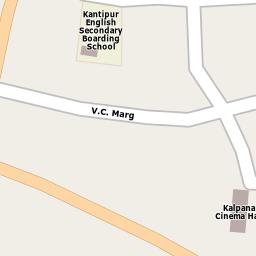 Kantipur
English
Secondary
Boarding
School
V.C. Marg
Kalpana
Cinema Ha